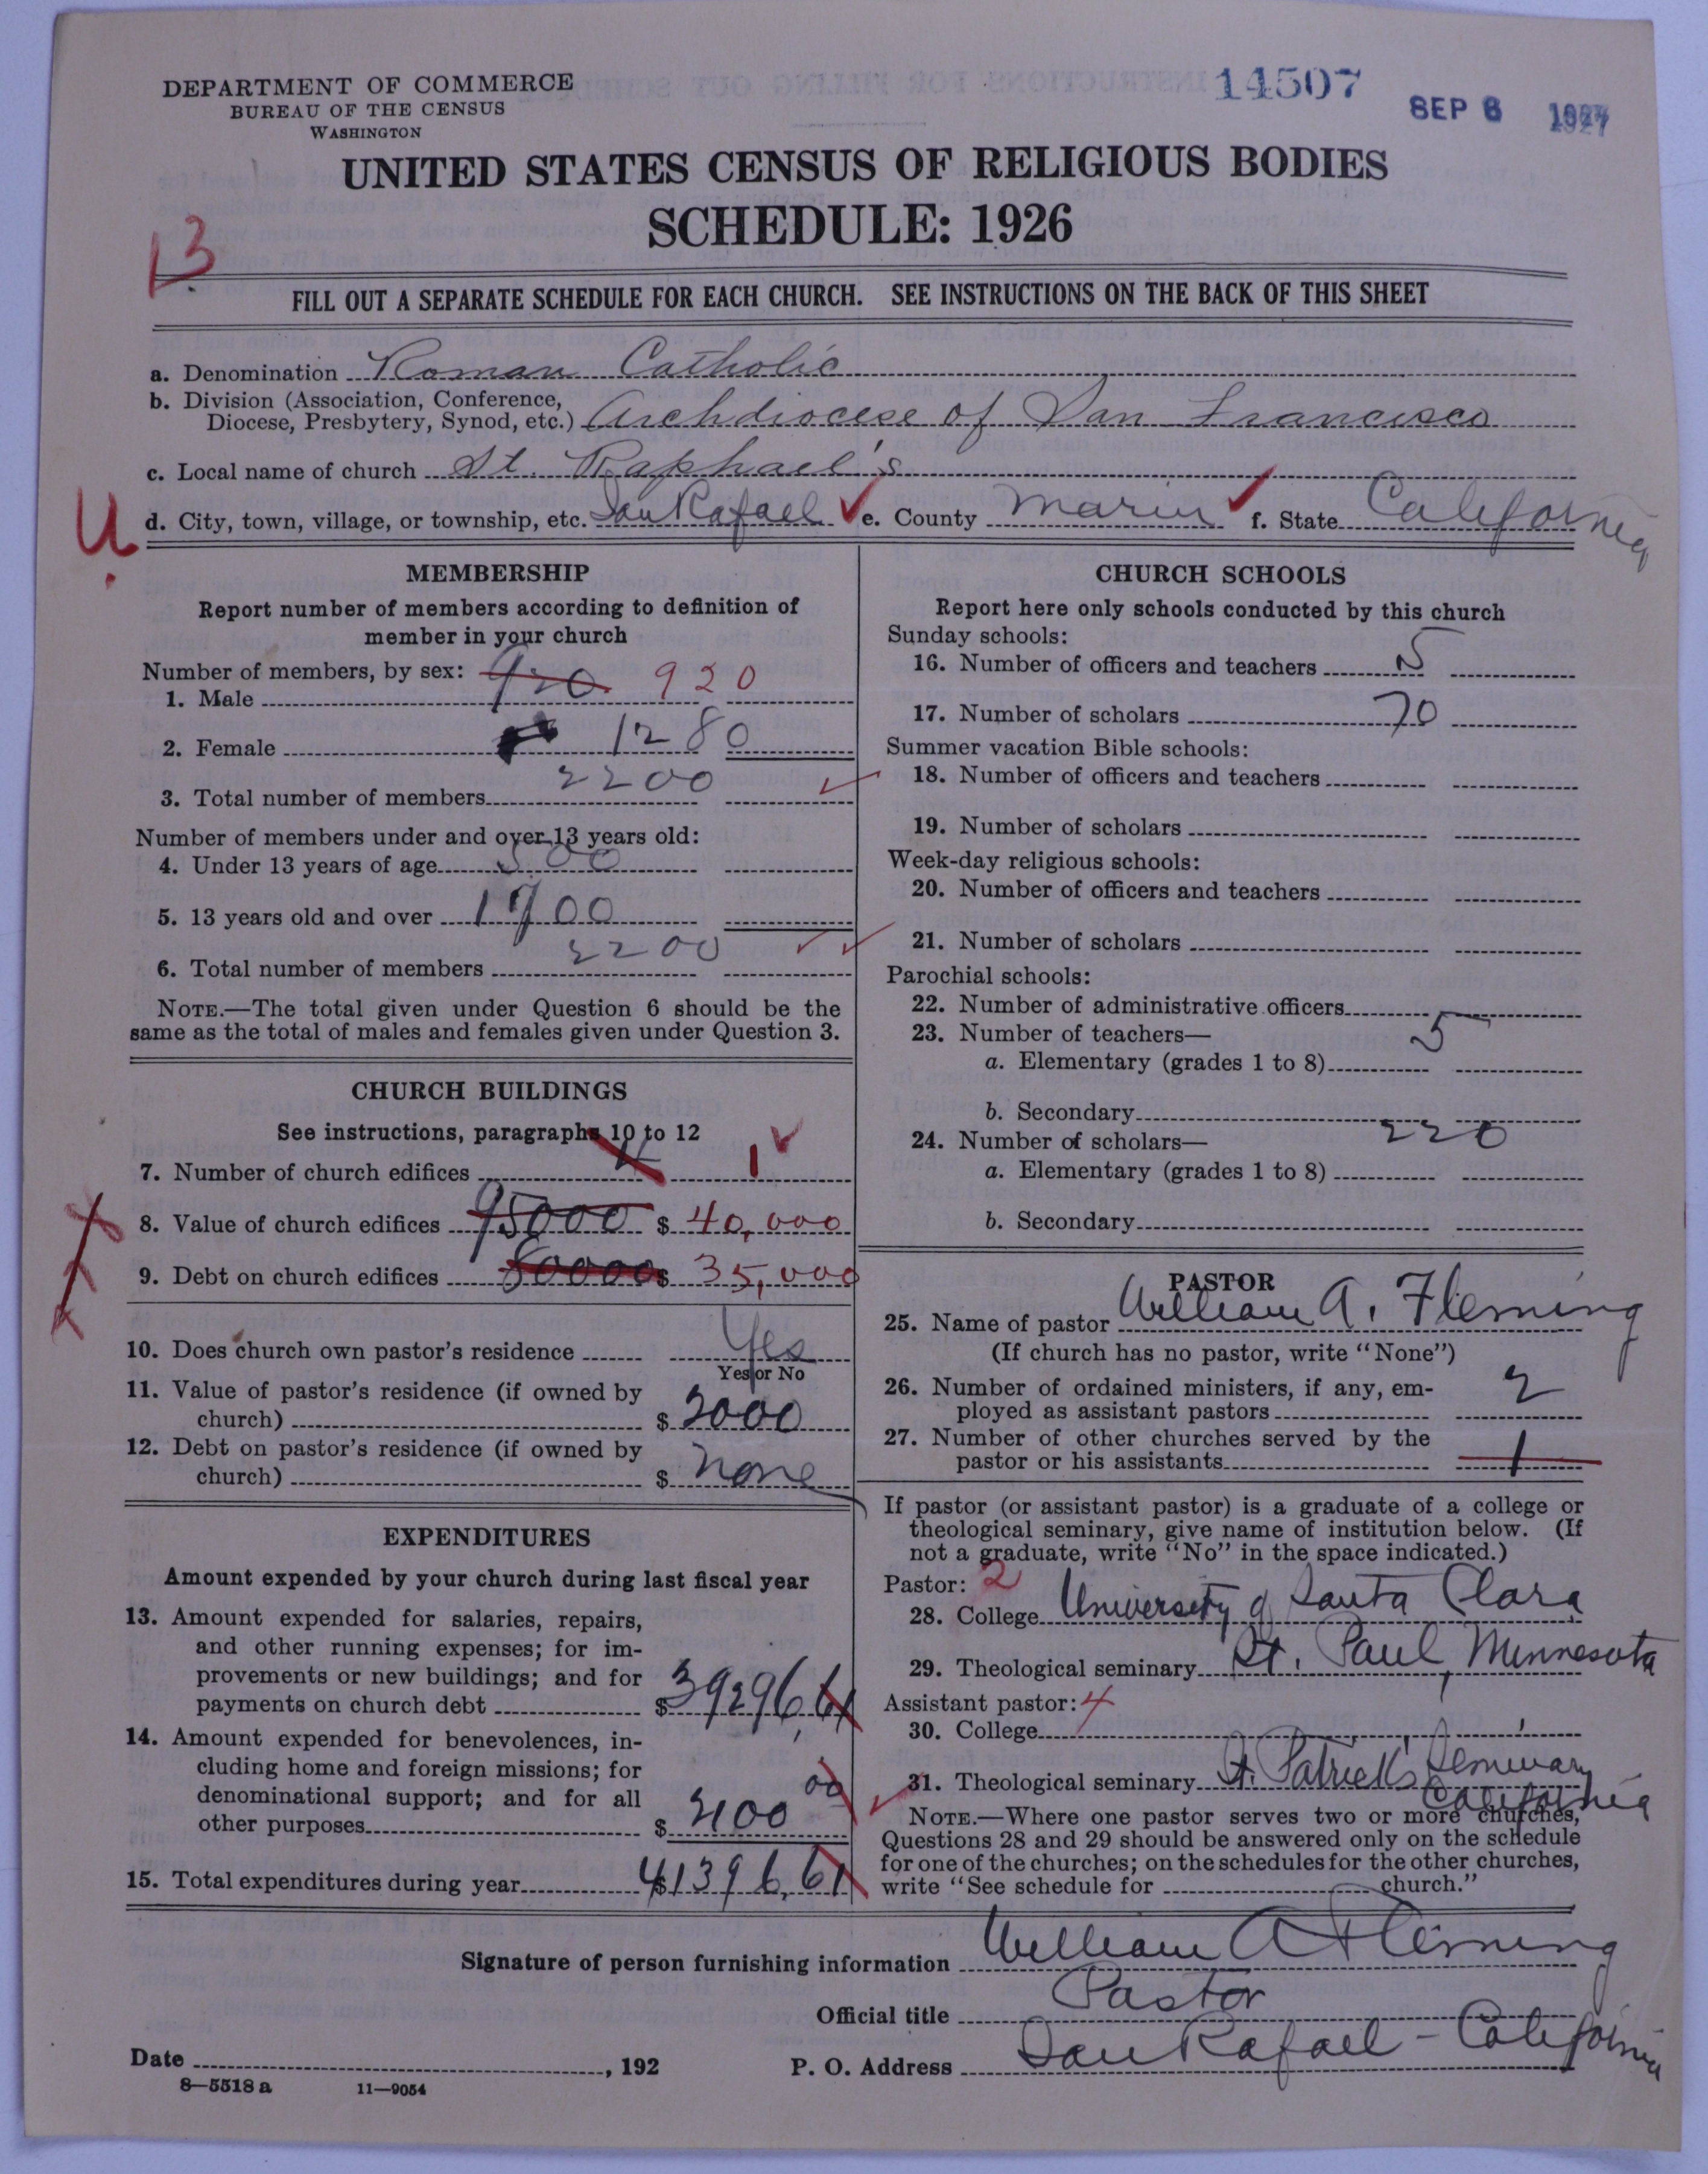 DEPARTMENT OF COMMERCE
BUREAU OF THE CENSUS
WASHINGTON
14507
SEP 6 1927
UNITED STATES CENSUS OF RELIGIOUS BODIES
SCHEDULE: 1926
13
FILL OUT A SEPARATE SCHEDULE FOR EACH CHURCH. SEE INSTRUCTIONS ON THE BACK OF THIS SHEET
a. Denomination Roman Catholic
b. Division (Association, Conference,
Diocese, Presbytery, Synod, etc.) Archdiocese of San Francisco
c. Local name of church St. Raphael's
U
d. City, town, village, or township, etc. San Rafael e. County Marin f. State California
MEMBERSHIP
Report number of members according to definition of
member in your church
Number of members, by sex: 920 920
1. Male
2. Female 1280
3. Total number of members 2200
Number of members under and over 13 years old:
4. Under 13 years of age 500
5. 13 years old and over 1700
6. Total number of members 2200
NOTE.—The total given under Question 6 should be the
same as the total of males and females given under Question 3.
CHURCH BUILDINGS
See instructions, paragraphs 10 to 12
7. Number of church edifices 1
8. Value of church edifices 95000 $ 40,000
9. Debt on church edifices 80000 $ 35,000
10. Does church own pastor's residence Yes
Yes or No
11. Value of pastor's residence (if owned by
church) $ 3000
12. Debt on pastor's residence (if owned by
church) $ none
EXPENDITURES
Amount expended by your church during last fiscal year
13. Amount expended for salaries, repairs,
and other running expenses; for im-
provements or new buildings; and for
payments on church debt $ 39296,61
14. Amount expended for benevolences, in-
cluding home and foreign missions; for
denominational support; and for all
other purposes $ 2100 00
15. Total expenditures during year $ 41396.61
CHURCH SCHOOLS
Report here only schools conducted by this church
Sunday schools:
16. Number of officers and teachers 5
17. Number of scholars 70
Summer vacation Bible schools:
18. Number of officers and teachers
19. Number of scholars
Week-day religious schools:
20. Number of officers and teachers
21. Number of scholars
Parochial schools:
22. Number of administrative officers
23. Number of teachers— 5
a. Elementary (grades 1 to 8)
b. Secondary
24. Number of scholars— 220
a. Elementary (grades 1 to 8)
b. Secondary
PASTOR
25. Name of pastor William A. Fleming
(If church has no pastor, write "None")
26. Number of ordained ministers, if any, em-
ployed as assistant pastors 2
27. Number of other churches served by the
pastor or his assistants 1
If pastor (or assistant pastor) is a graduate of a college or
theological seminary, give name of institution below. (If
not a graduate, write "No" in the space indicated.)
Pastor: 2
28. College University of Santa Clara
29. Theological seminary St. Paul, Minnesota
Assistant pastor: 4
30. College
31. Theological seminary St. Patrick's Seminary
California
NOTE.—Where one pastor serves two or more churches,
Questions 28 and 29 should be answered only on the schedule
for one of the churches; on the schedules for the other churches,
write "See schedule for church."
Signature of person furnishing information William A Fleming
Official title Pastor
Date , 192 P. O. Address San Rafael - California
8—5518 a 11—9054